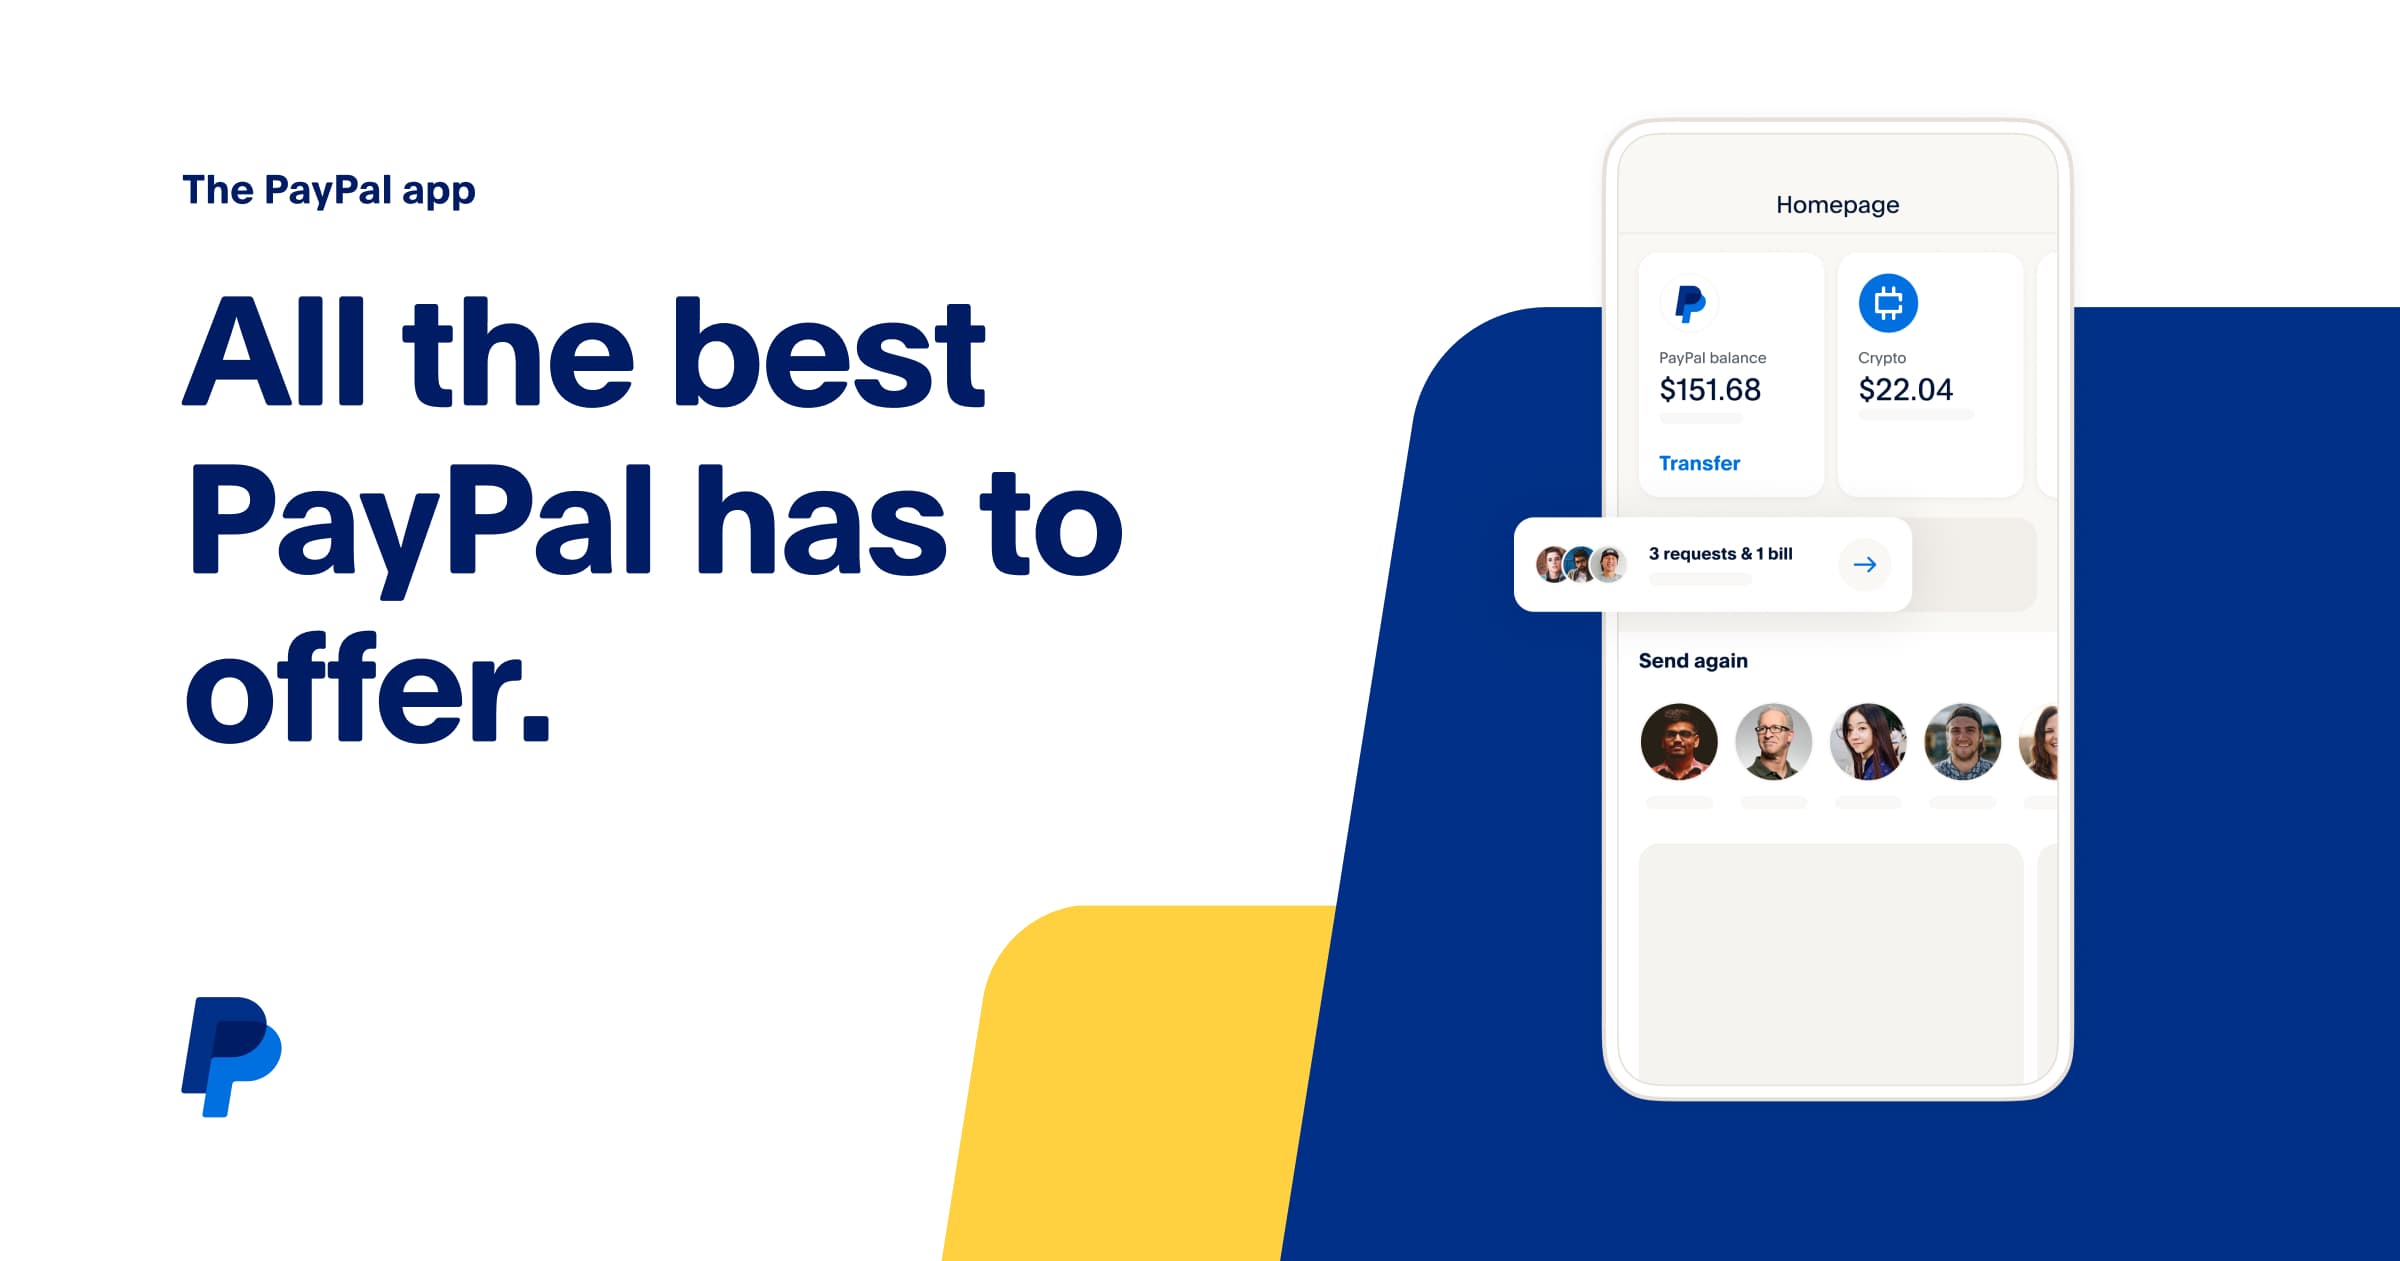 The PayPal app
All the best
PayPal has to
offer.
Homepage
PayPal balance
$151.68
Transfer
Crypto
$22.04
3 requests & 1 bill
Send again